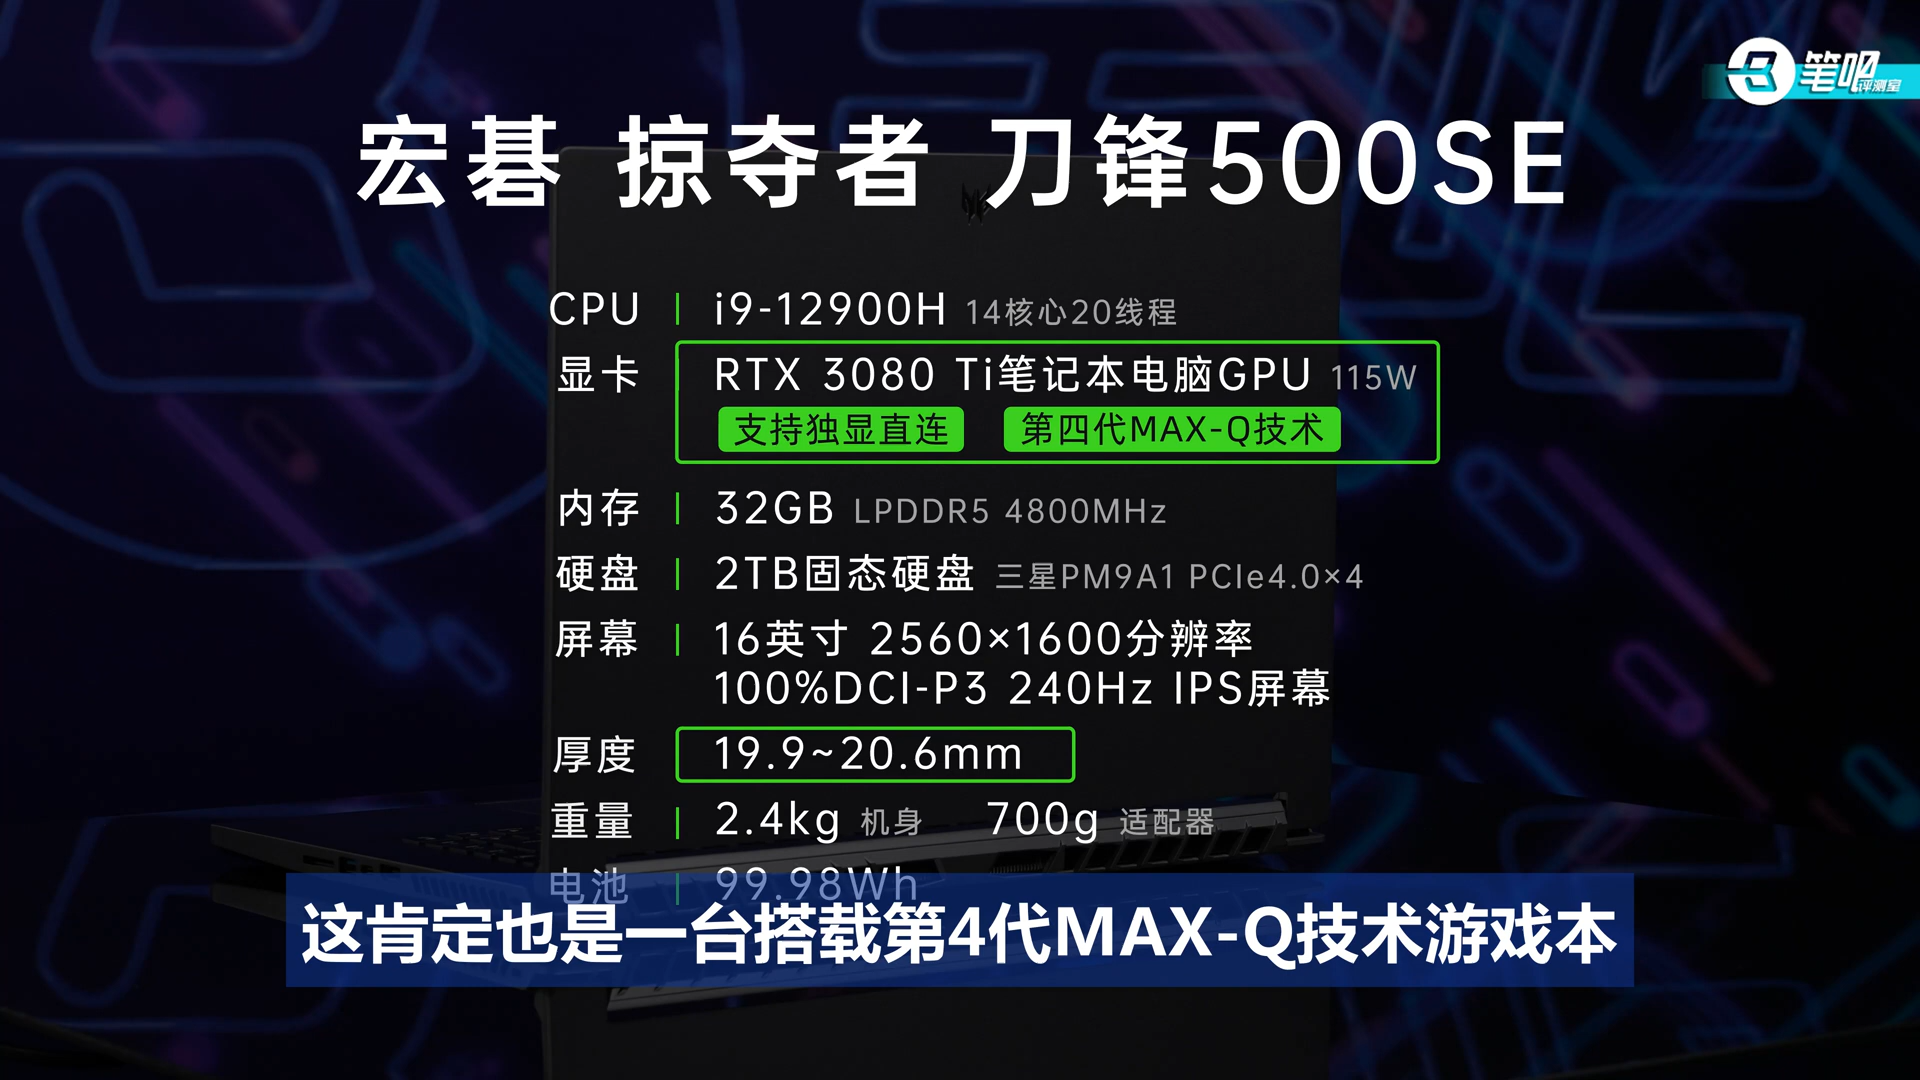 笔吧评测室
宏碁 掠夺者 刀锋500SE
CPU i9-12900H 14核心20线程
显卡 RTX 3080 Ti笔记本电脑GPU 115W
支持独显直连 第四代MAX-Q技术
内存 32GB LPDDR5 4800MHz
硬盘 2TB固态硬盘 三星PM9A1 PCIe4.0×4
屏幕 16英寸 2560×1600分辨率
100%DCI-P3 240Hz IPS屏幕
厚度 19.9~20.6mm
重量 2.4kg 机身 700g 适配器
电池 99.98Wh
这肯定也是一台搭载第4代MAX-Q技术游戏本